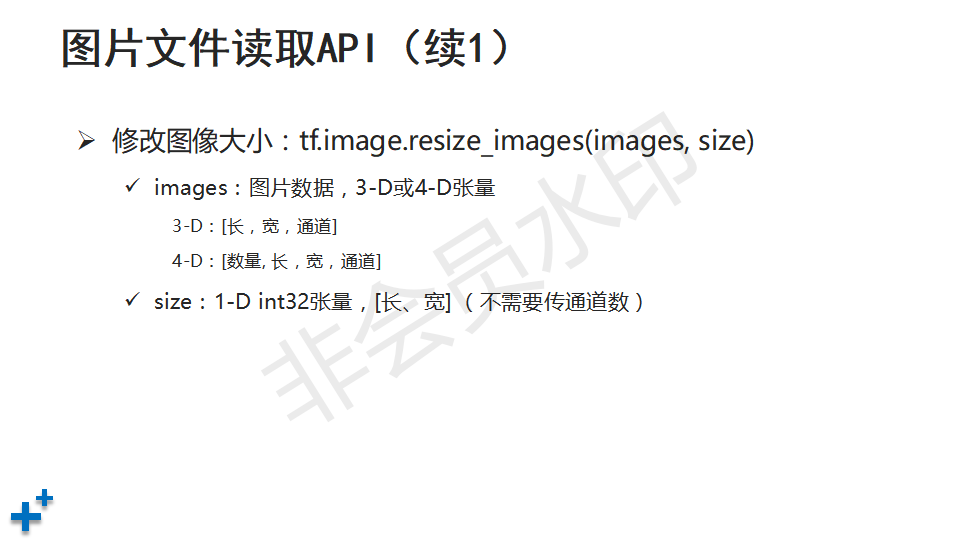 图片文件读取API（续1）
修改图像大小：tf.image.resize_images(images, size)
images：图片数据，3-D或4-D张量
3-D：[长，宽，通道]
4-D：[数量, 长，宽，通道]
size：1-D int32张量，[长、宽]（不需要传通道数）
非会员水印